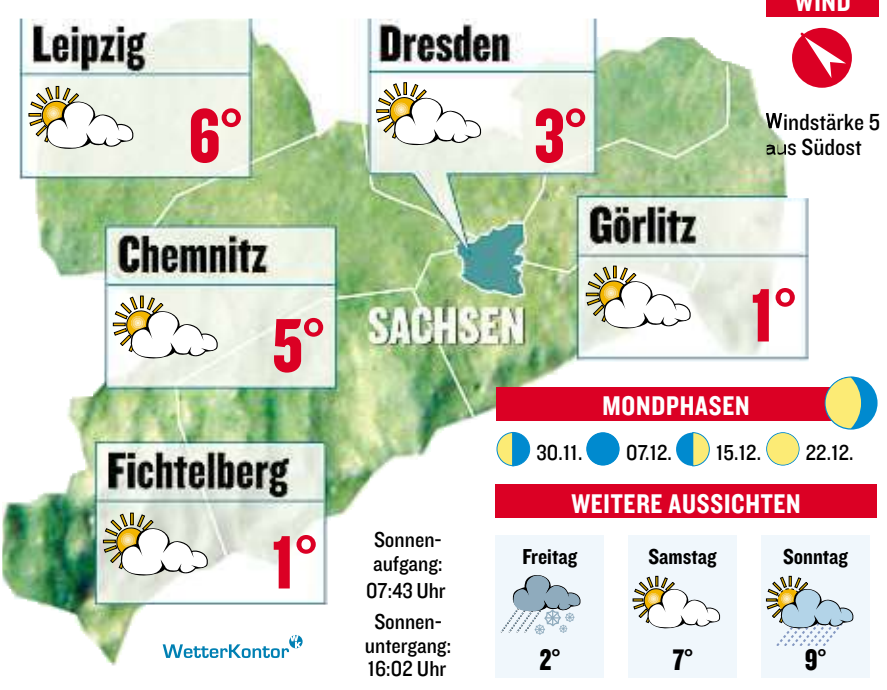 WIND
Windstärke 5
aus Südost
Leipzig
6°
Dresden
3°
Chemnitz
5°
Görlitz
1°
SACHSEN
Fichtelberg
1°
MONDPHASEN
30.11. 07.12. 15.12. 22.12.
WEITERE AUSSICHTEN
Freitag
2°
Samstag
7°
Sonntag
9°
Sonnen-
aufgang:
07:43 Uhr
Sonnen-
untergang:
16:02 Uhr
WetterKontor